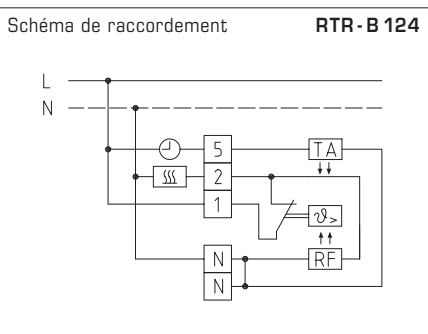 Schéma de raccordement RTR-B 124
L
N
5 TA
2
1 ϑ>
N RF
N